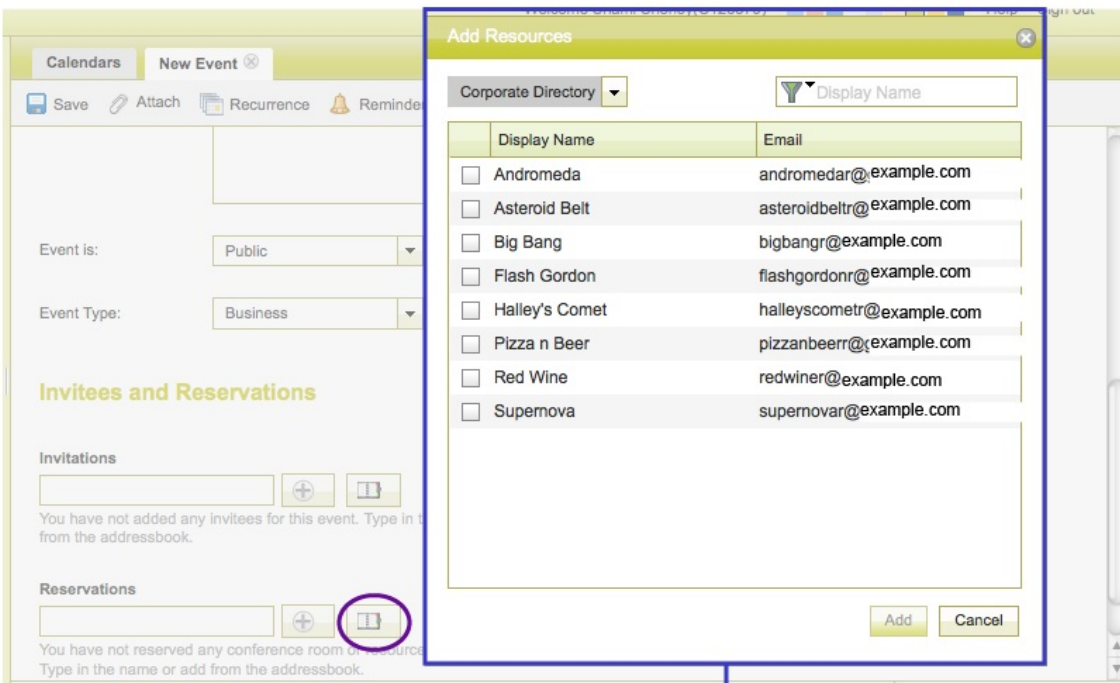 Add Resources
Calendars
New Event
Save
Attach
Recurrence
Reminder
Event is:
Public
Event Type:
Business
Invitees and Reservations
Invitations
You have not added any invitees for this event. Type in
from the addressbook.
Reservations
You have not reserved any conference room or resource
Type in the name or add from the addressbook.
Corporate Directory
Display Name
Display Name Email
Andromeda andromedar@example.com
Asteroid Belt asteroidbeltr@example.com
Big Bang bigbangr@example.com
Flash Gordon flashgordonr@example.com
Halley's Comet halleyscometr@example.com
Pizza n Beer pizzanbeerr@example.com
Red Wine redwiner@example.com
Supernova supernovar@example.com
Add
Cancel